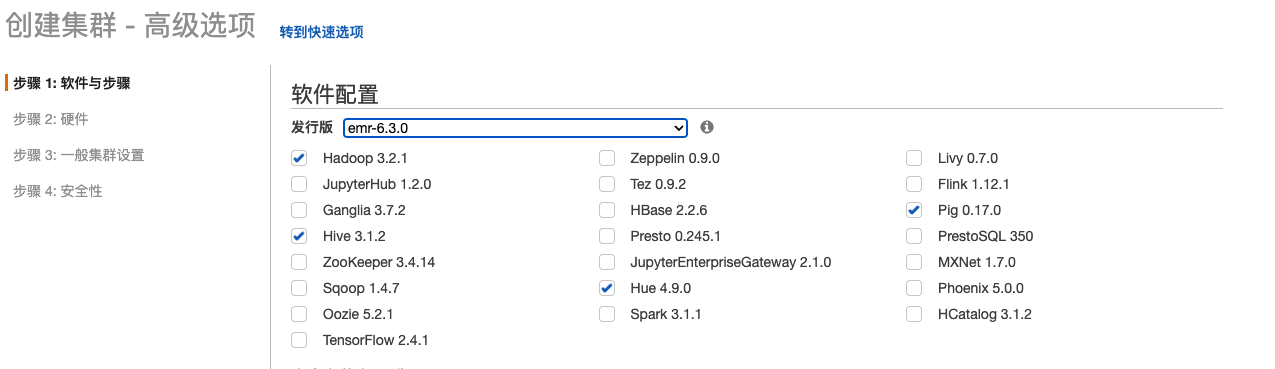 创建集群 - 高级选项 转到快速选项
步骤 1: 软件与步骤
步骤 2: 硬件
步骤 3: 一般集群设置
步骤 4: 安全性
软件配置
发行版 emr-6.3.0
Hadoop 3.2.1 Zeppelin 0.9.0 Livy 0.7.0
JupyterHub 1.2.0 Tez 0.9.2 Flink 1.12.1
Ganglia 3.7.2 HBase 2.2.6 Pig 0.17.0
Hive 3.1.2 Presto 0.245.1 PrestoSQL 350
ZooKeeper 3.4.14 JupyterEnterpriseGateway 2.1.0 MXNet 1.7.0
Sqoop 1.4.7 Hue 4.9.0 Phoenix 5.0.0
Oozie 5.2.1 Spark 3.1.1 HCatalog 3.1.2
TensorFlow 2.4.1